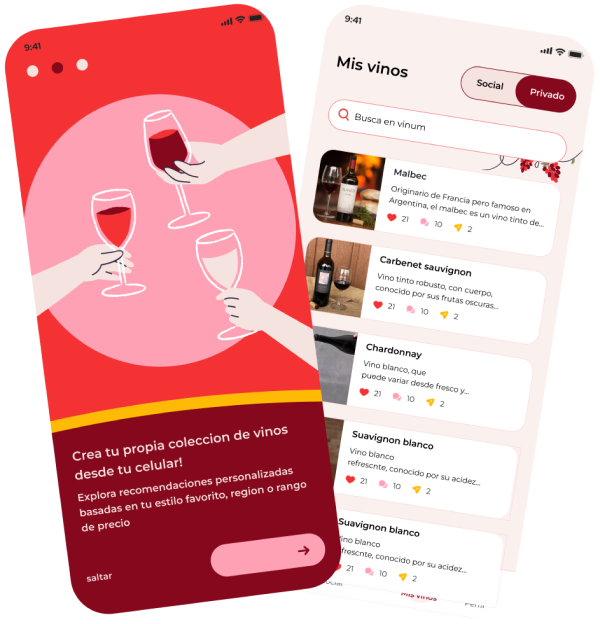 9:41
Crea tu propia coleccion de vinos
desde tu celular!
Explora recomendaciones personalizadas
basadas en tu estilo favorito, region o rango
de precio
saltar
9:41
Mis vinos
Social
Privado
Busca en vinum
Malbec
Originario de Francia pero famoso en
Argentina, el malbec es un vino tinto de...
21 10 2
Carbenet sauvignon
Vino tinto robusto, con cuerpo,
conocido por sus frutas oscuras...
21 10 2
Chardonnay
Vino blanco, que
puede variar desde fresco y...
21 10 2
Suavignon blanco
Vino blanco
refrescnte, conocido por su acidez...
21 10 2
Suavignon blanco
Vino blanco
refrescnte, conocido por su acidez...
21 10 2